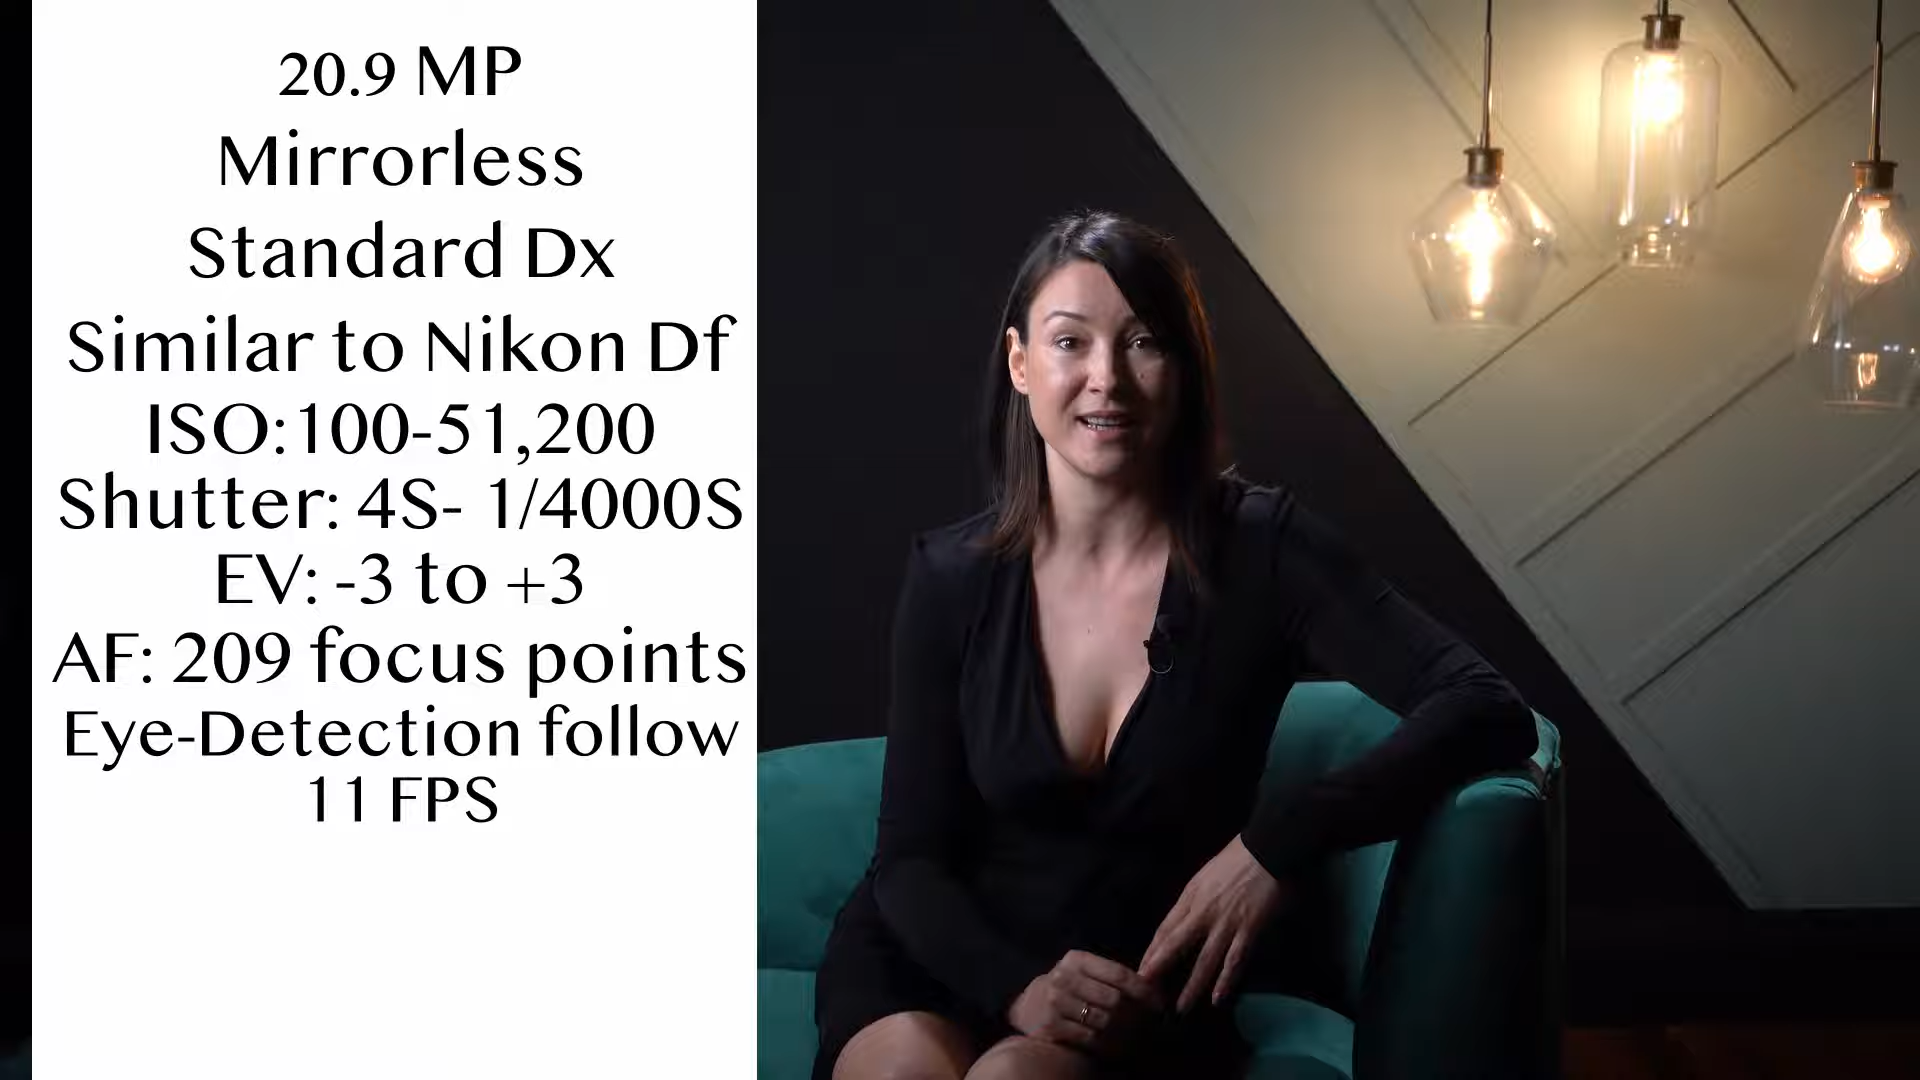 20.9 MP
Mirrorless
Standard Dx
Similar to Nikon Df
ISO:100-51,200
Shutter: 4S- 1/4000S
EV: -3 to +3
AF: 209 focus points
Eye-Detection follow
11 FPS